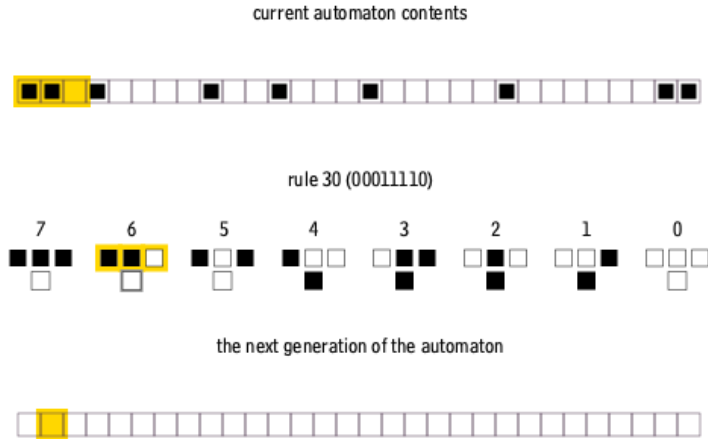 current automaton contents
rule 30 (00011110)
7 6 5 4 3 2 1 0
the next generation of the automaton